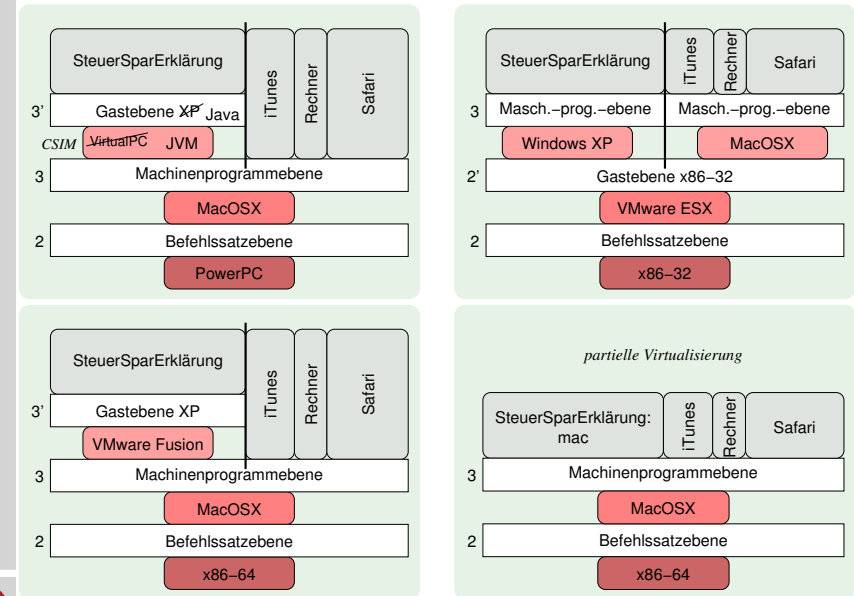 SteuerSparErklärung
iTunes
Rechner
Safari
3' Gastebene XP Java
CSIM VirtualPC JVM
3 Machinenprogrammebene
MacOSX
2 Befehlssatzebene
PowerPC
SteuerSparErklärung
iTunes
Rechner
Safari
3 Masch.−prog.−ebene Masch.−prog.−ebene
Windows XP MacOSX
2' Gastebene x86−32
VMware ESX
2 Befehlssatzebene
x86−32
SteuerSparErklärung
iTunes
Rechner
Safari
3' Gastebene XP
VMware Fusion
3 Machinenprogrammebene
MacOSX
2 Befehlssatzebene
x86−64
partielle Virtualisierung
SteuerSparErklärung:
mac
iTunes
Rechner
Safari
3 Machinenprogrammebene
MacOSX
2 Befehlssatzebene
x86−64